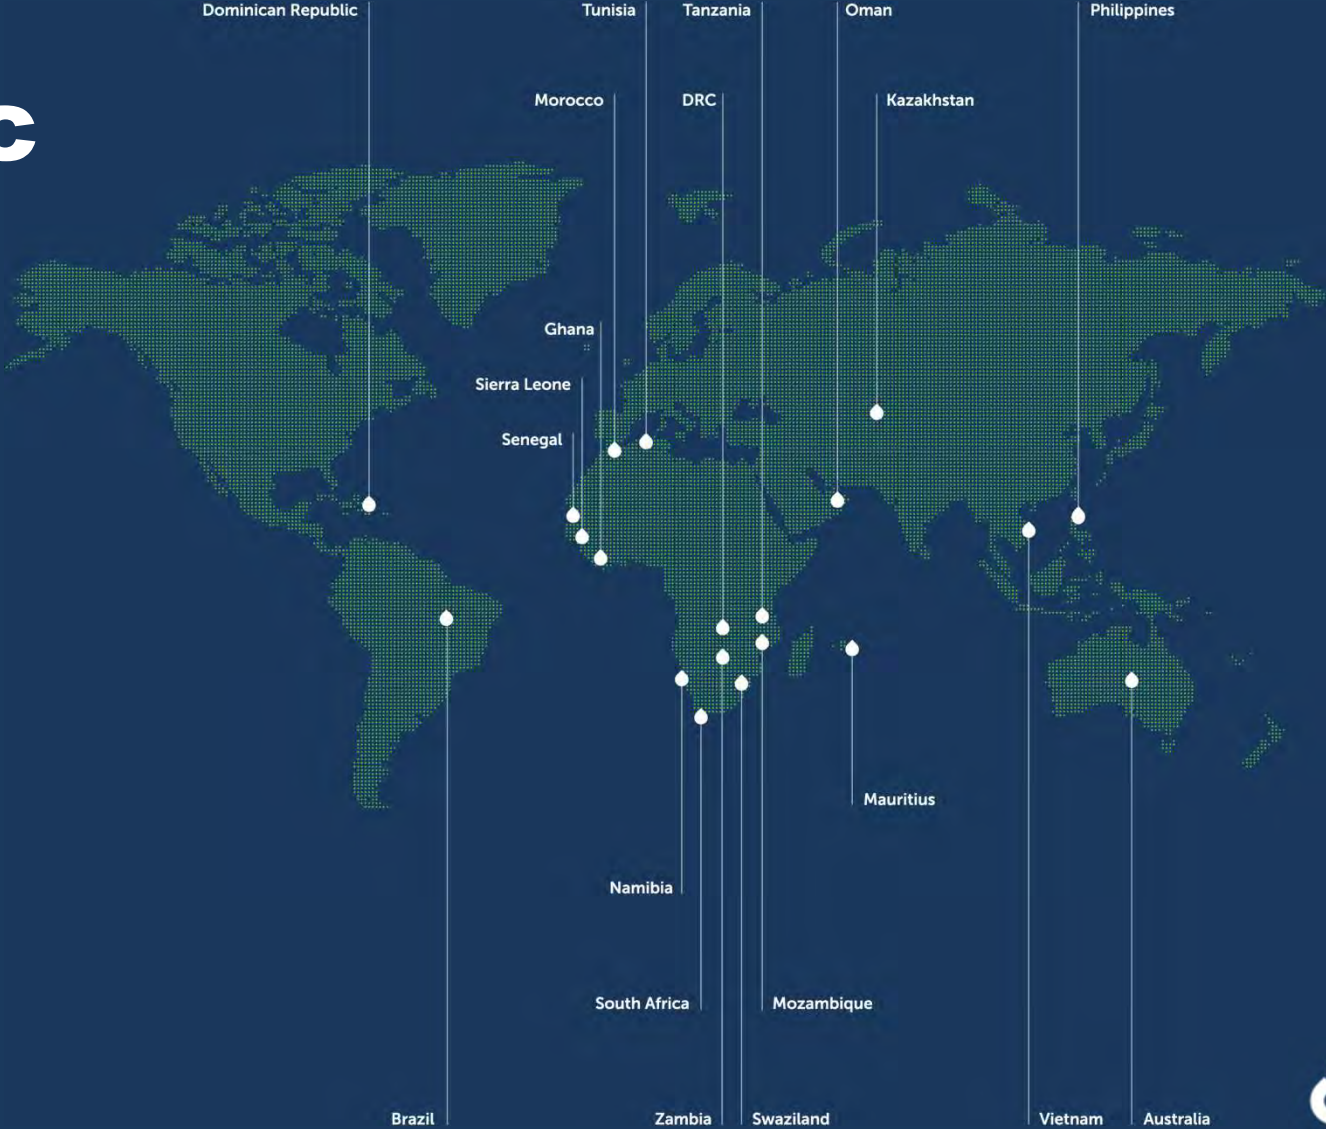 Dominican Republic
Tunisia
Tanzania
Oman
Philippines
c
Morocco
DRC
Kazakhstan
Ghana
Sierra Leone
Senegal
Mauritius
Namibia
South Africa
Mozambique
Brazil
Zambia
Swaziland
Vietnam
Australia